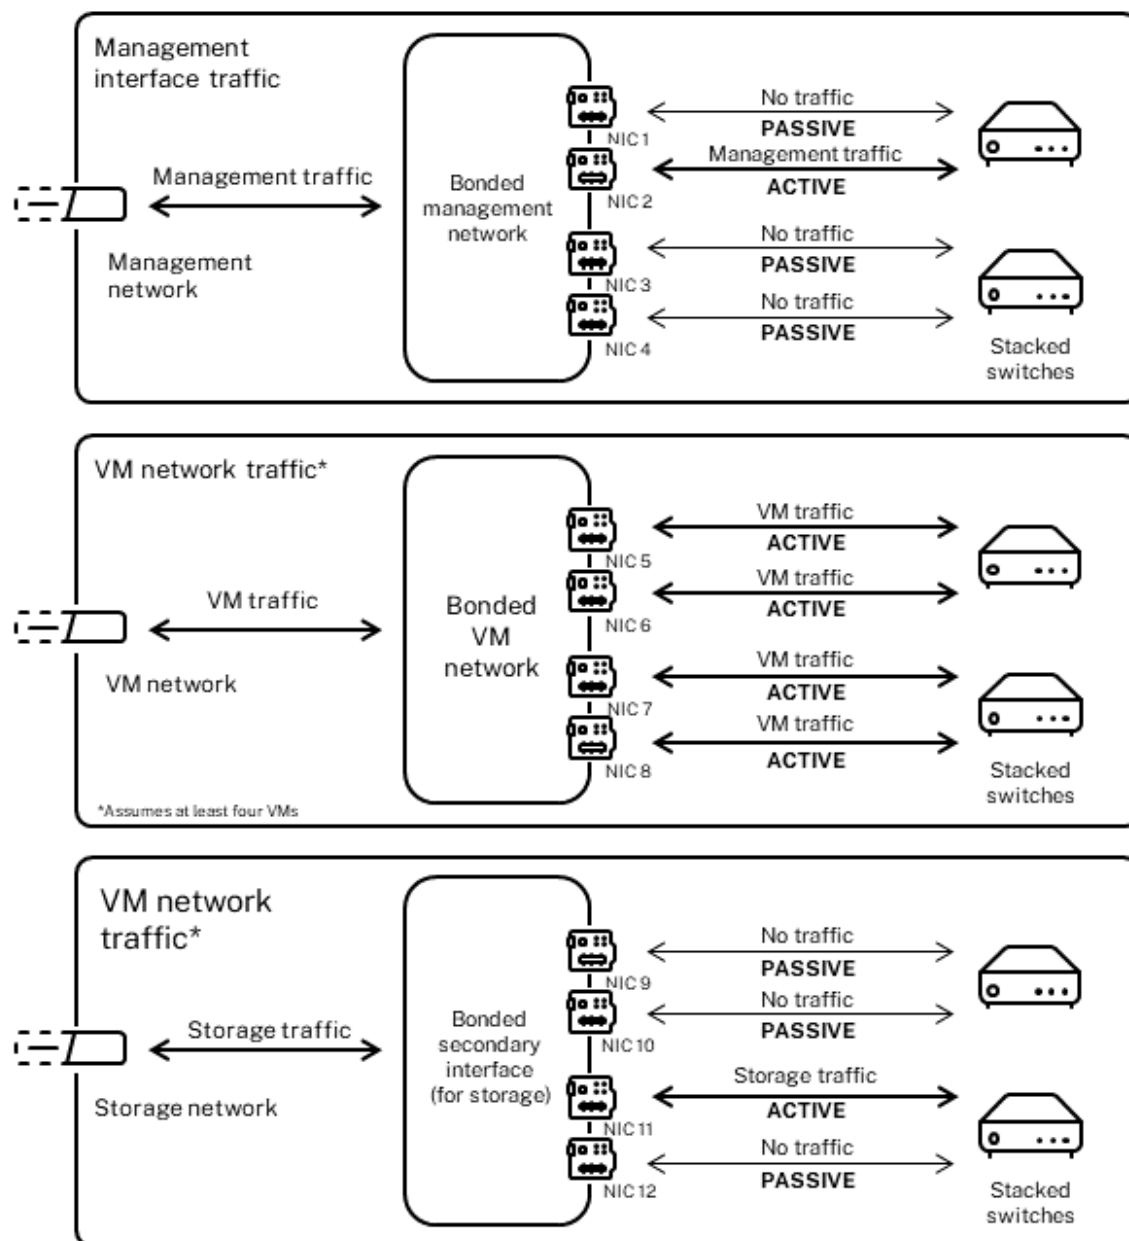 Management
interface traffic
No traffic
PASSIVE
NIC 1
Management traffic
ACTIVE
NIC 2
Management traffic
Bonded
management
network
No traffic
PASSIVE
NIC 3
Management
network
No traffic
PASSIVE
NIC 4
Stacked
switches
VM network traffic*
VM traffic
ACTIVE
NIC 5
VM traffic
ACTIVE
NIC 6
VM traffic
Bonded
VM
network
VM network
VM traffic
ACTIVE
NIC 7
VM traffic
ACTIVE
NIC 8
Stacked
switches
*Assumes at least four VMs
VM network
traffic*
No traffic
PASSIVE
NIC 9
No traffic
PASSIVE
NIC 10
Storage traffic
Bonded
secondary
interface
(for storage)
Storage network
Storage traffic
ACTIVE
NIC 11
No traffic
PASSIVE
NIC 12
Stacked
switches